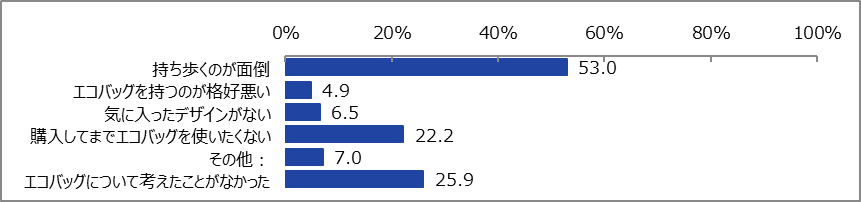 0% 20% 40% 60% 80% 100%
持ち歩くのが面倒 53.0
エコバッグを持つのが格好悪い 4.9
気に入ったデザインがない 6.5
購入してまでエコバッグを使いたくない 22.2
その他： 7.0
エコバッグについて考えたことがなかった 25.9